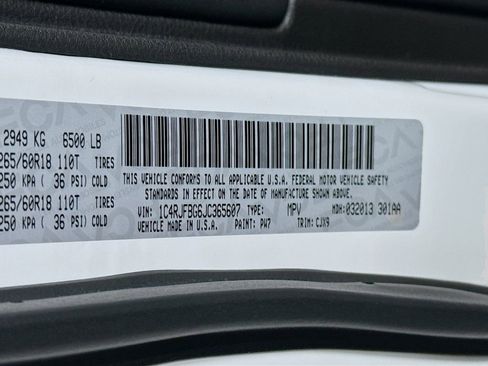 2949 KG 6500 LB
265/60R18 110T TIRES
250 KPA ( 36 PSI) COLD
265/60R18 110T TIRES
250 KPA ( 36 PSI) COLD
THIS VEHICLE CONFORMS TO ALL APPLICABLE U.S.A. FEDERAL MOTOR VEHICLE SAFETY
STANDARDS IN EFFECT ON THE DATE OF MANUFACTURE SHOWN ABOVE.
VIN: 1C4RJFBG6JC365607 TYPE: MPV MDH: 032013 301AA
VEHICLE MADE IN U.S.A. PAINT: PW7 TRIM: CJX9